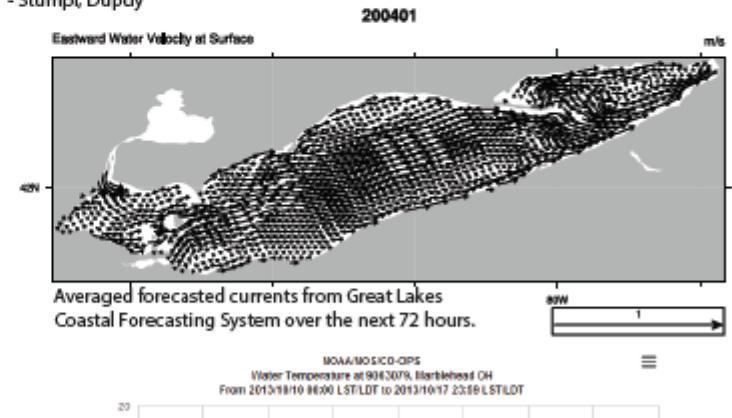 - Stumpf, Dupuy
200401
Eastward Water Velocity at Surface
m/s
42N
Averaged forecasted currents from Great Lakes
Coastal Forecasting System over the next 72 hours.
80W
1
NOAA/NOS/CO-OPS
Water Temperature at 9063079, Marblehead OH
From 2013/10/10 00:00 LST/LDT to 2013/10/17 23:59 LST/LDT
20